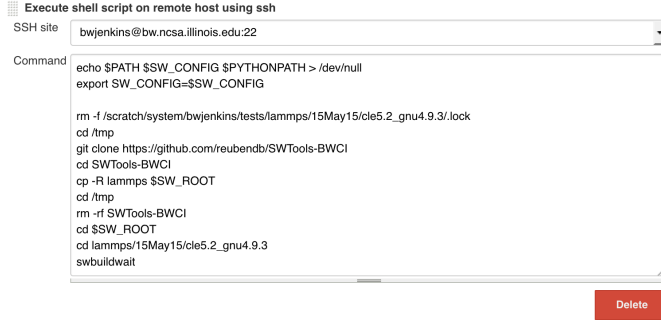 Execute shell script on remote host using ssh
SSH site
bwjenkins@bw.ncsa.illinois.edu:22
Command
echo $PATH $SW_CONFIG $PYTHONPATH > /dev/null
export SW_CONFIG=$SW_CONFIG
rm -f /scratch/system/bwjenkins/tests/lammps/15May15/cle5.2_gnu4.9.3/.lock
cd /tmp
git clone https://github.com/reubendb/SWTools-BWCI
cd SWTools-BWCI
cp -R lammps $SW_ROOT
cd /tmp
rm -rf SWTools-BWCI
cd $SW_ROOT
cd lammps/15May15/cle5.2_gnu4.9.3
swbuildwait
Delete